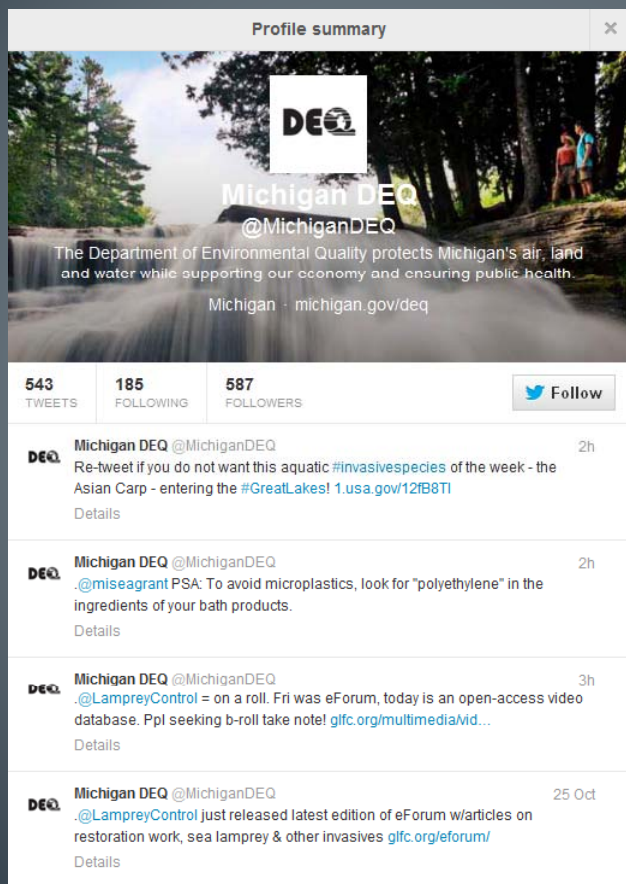 Profile summary
×
DEQ
Michigan DEQ
@MichiganDEQ
The Department of Environmental Quality protects Michigan's air, land
and water while supporting our economy and ensuring public health.
Michigan · michigan.gov/deq
543 185 587
TWEETS FOLLOWING FOLLOWERS
Follow
DEQ
Michigan DEQ @MichiganDEQ 2h
Re-tweet if you do not want this aquatic #invasivespecies of the week - the
Asian Carp - entering the #GreatLakes! 1.usa.gov/12fB8TI
Details
DEQ
Michigan DEQ @MichiganDEQ 2h
.@miseagrant PSA: To avoid microplastics, look for "polyethylene" in the
ingredients of your bath products.
Details
DEQ
Michigan DEQ @MichiganDEQ 3h
.@LampreyControl = on a roll. Fri was eForum, today is an open-access video
database. Ppl seeking b-roll take note! glfc.org/multimedia/vid...
Details
DEQ
Michigan DEQ @MichiganDEQ 25 Oct
.@LampreyControl just released latest edition of eForum w/articles on
restoration work, sea lamprey & other invasives glfc.org/eforum/
Details